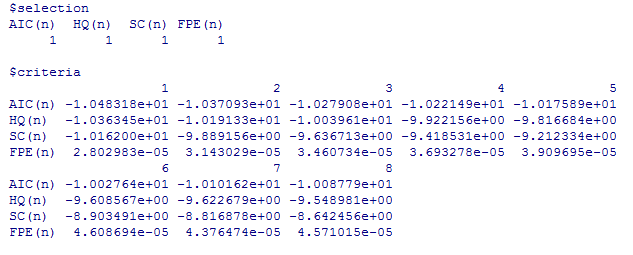 $selection
AIC(n)  HQ(n)  SC(n) FPE(n)
     1      1      1      1

$criteria
                   1             2             3             4             5
AIC(n) -1.048318e+01 -1.037093e+01 -1.027908e+01 -1.022149e+01 -1.017589e+01
HQ(n)  -1.036345e+01 -1.019133e+01 -1.003961e+01 -9.922156e+00 -9.816684e+00
SC(n)  -1.016200e+01 -9.889156e+00 -9.636713e+00 -9.418531e+00 -9.212334e+00
FPE(n)  2.802983e-05  3.143029e-05  3.460734e-05  3.693278e-05  3.909695e-05
                   6             7             8
AIC(n) -1.002764e+01 -1.010162e+01 -1.008779e+01
HQ(n)  -9.608567e+00 -9.622679e+00 -9.548981e+00
SC(n)  -8.903491e+00 -8.816878e+00 -8.642456e+00
FPE(n)  4.608694e-05  4.376474e-05  4.571015e-05